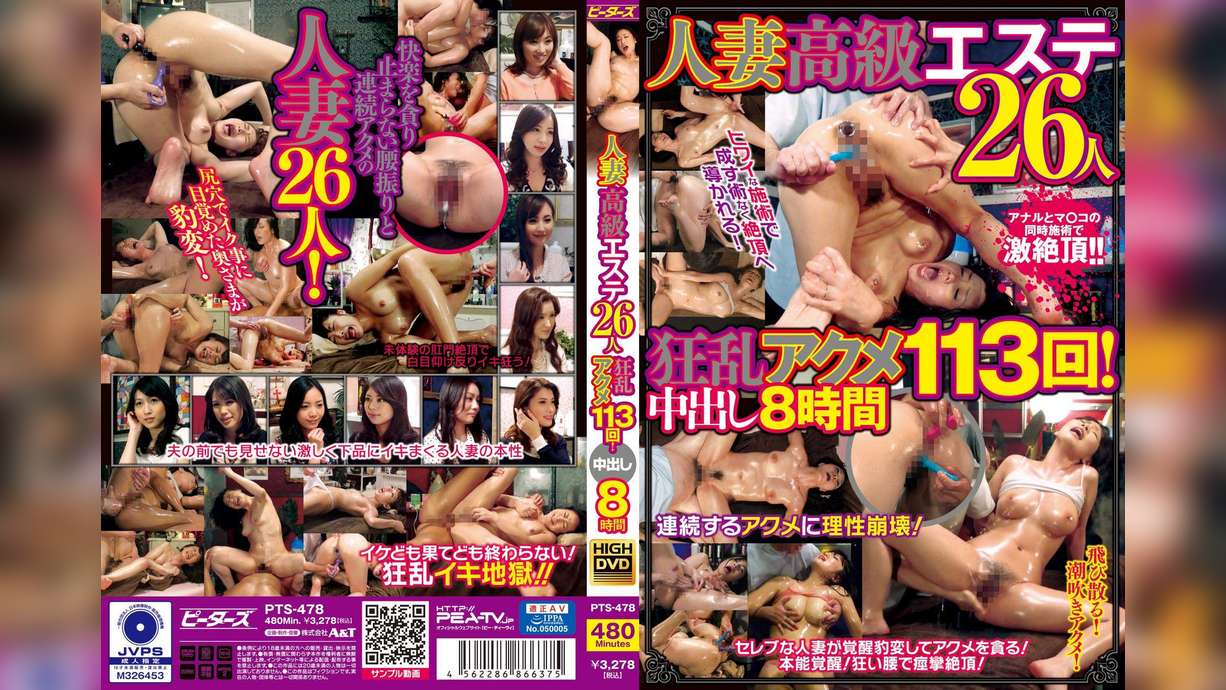 快楽を貪り
止まらない腰振りと
連続アクメの
人妻26人!
尻穴でイク事に
目覚めた奥さまが
豹変!
未体験の肛門絶頂で
白目仰け反りイキ狂う!
夫の前でも見せない激しく下品にイキまくる人妻の本性
イケども果てども終わらない!
狂乱イキ地獄!!
JVPS
成人指定
M326453
ピーターズ
PTS-478
480Min. ¥3,278[税込]
株式会社A&T
HTTP://
PEA-TV.jp
適正AV
IPPA
No.050005
サンプル動画
4 562286 866375
ピーターズ
人妻高級エステ26人
狂乱アクメ113回!
中出し
8時間
HIGH
DVD
PTS-478
480
Minutes
¥3,278
[税込]
人妻高級エステ
26人
ヒワイな施術で
成す術なく絶頂へ
導かれる!
アナルとマ〇コの
同時施術で
激絶頂!!
狂乱アクメ113回!
中出し8時間
連続するアクメに理性崩壊!
飛び散る!
潮吹きアクメ!
セレブな人妻が覚醒豹変してアクメを貪る!
本能覚醒!狂い腰で痙攣絶頂!